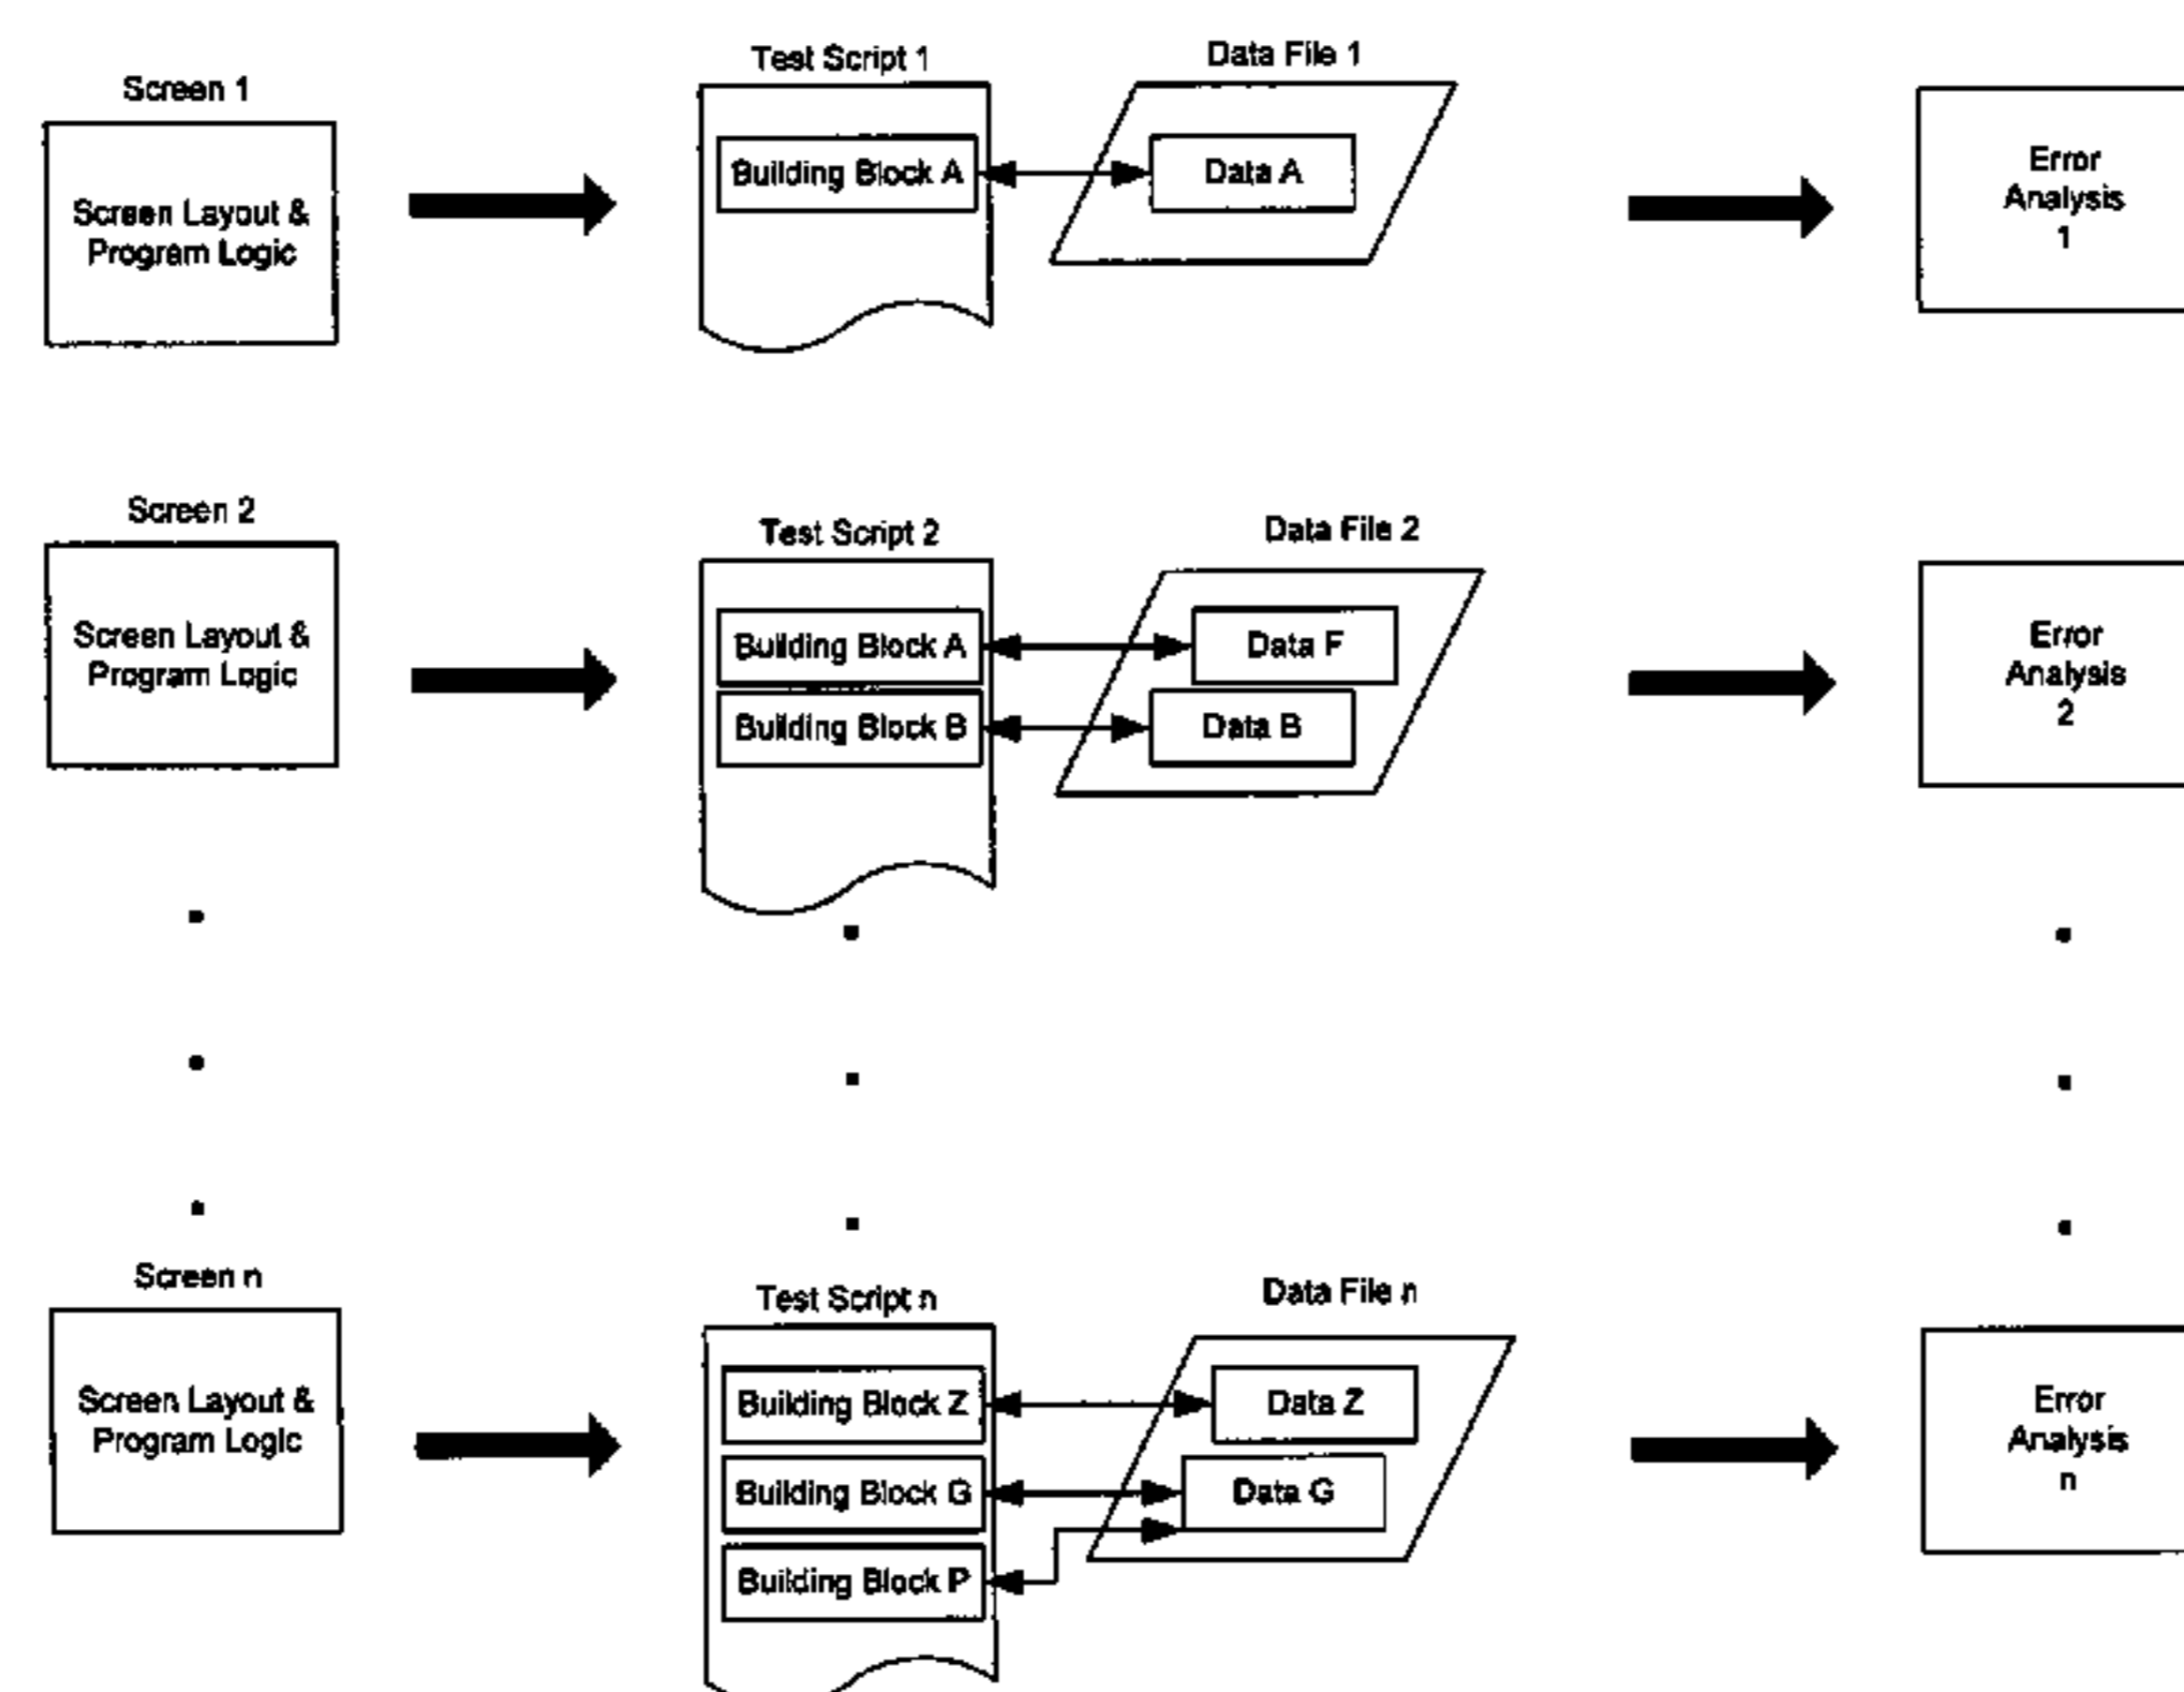 Screen 1
Screen Layout &
Program Logic
Test Script 1
Building Block A
Data File 1
Data A
Error
Analysis
1
Screen 2
Screen Layout &
Program Logic
Test Script 2
Building Block A
Building Block B
Data File 2
Data F
Data B
Error
Analysis
2
Screen n
Screen Layout &
Program Logic
Test Script n
Building Block Z
Building Block G
Building Block P
Data File n
Data Z
Data G
Error
Analysis
n